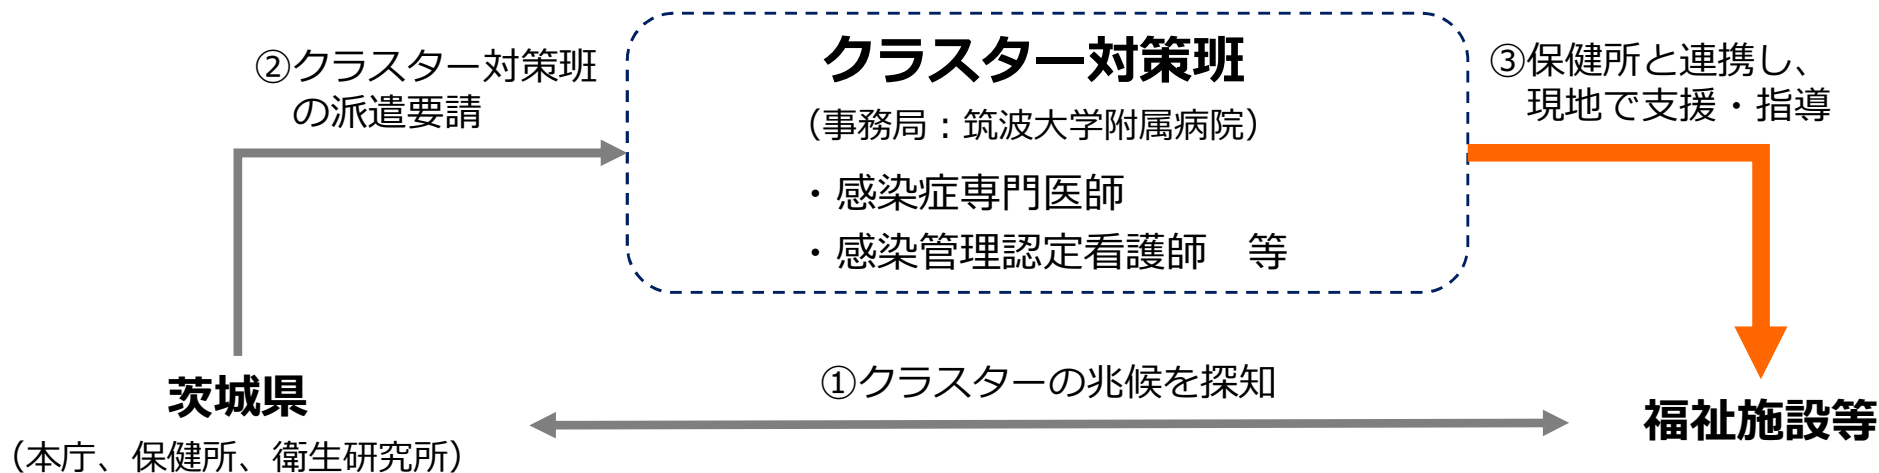 ②クラスター対策班
の派遣要請
クラスター対策班
（事務局：筑波大学附属病院）
・感染症専門医師
・感染管理認定看護師　等
③保健所と連携し、
現地で支援・指導
①クラスターの兆候を探知
茨城県
（本庁、保健所、衛生研究所）
福祉施設等